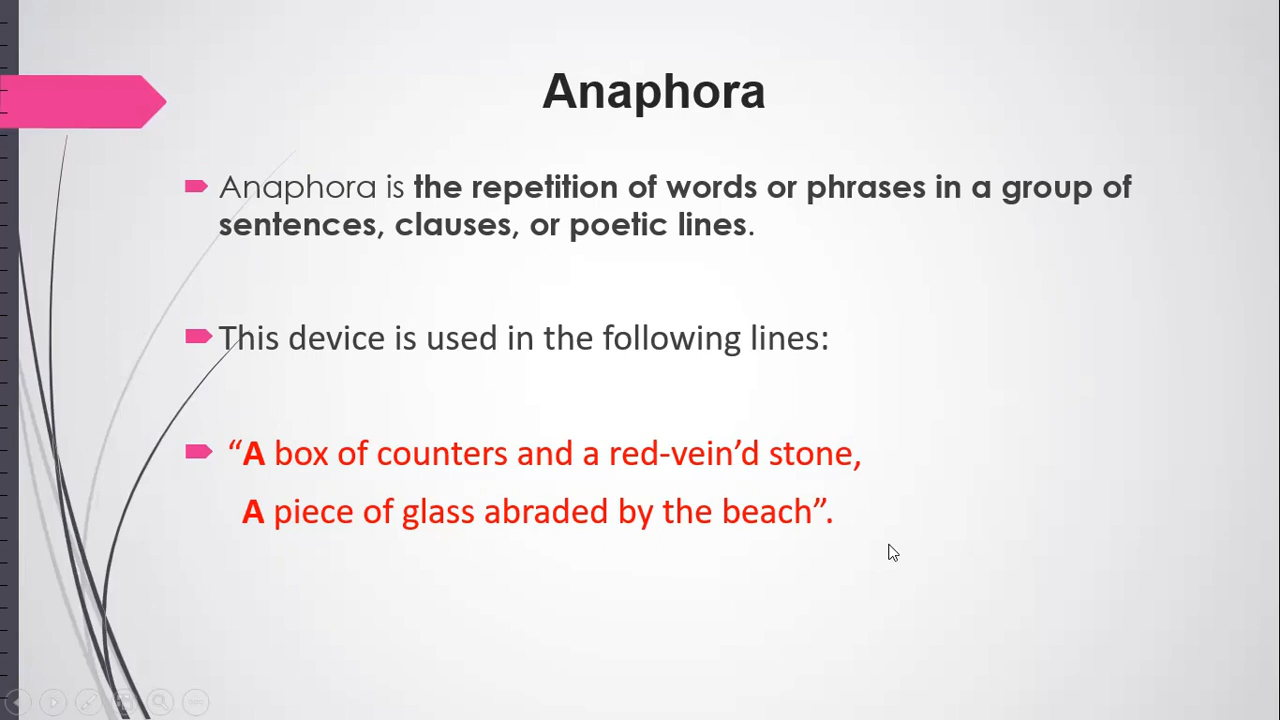 Anaphora
Anaphora is the repetition of words or phrases in a group of
sentences, clauses, or poetic lines.
This device is used in the following lines:
“A box of counters and a red-vein’d stone,
A piece of glass abraded by the beach”.